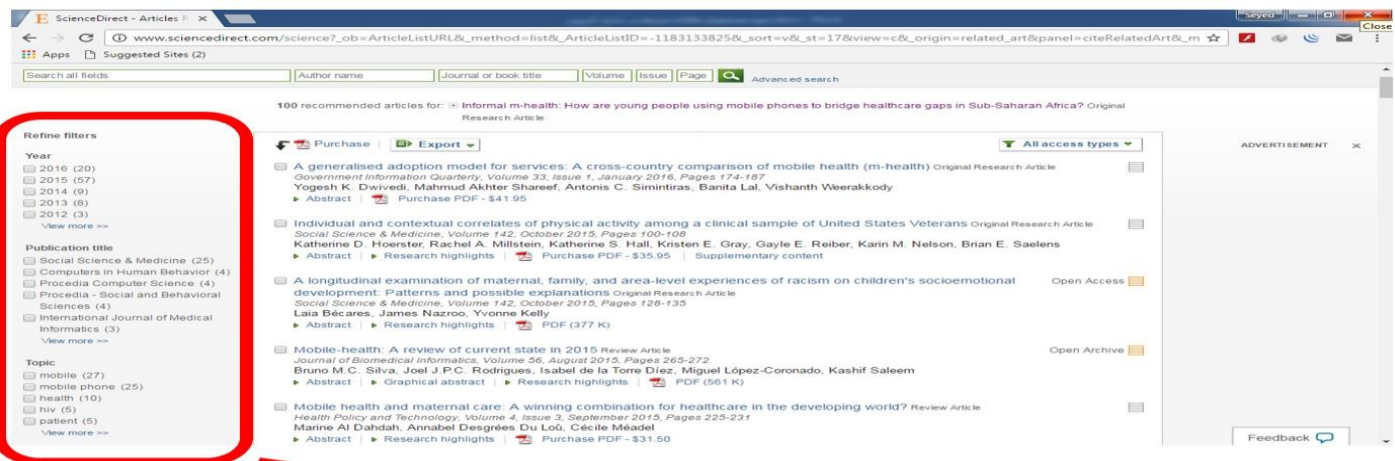 ScienceDirect - Articles R
Seyed
Close
www.sciencedirect.com/science?_ob=ArticleListURL&_method=list&_ArticleListID=-1183133825&_sort=v&_st=17&view=c&_origin=related_art&panel=citeRelatedArt&_m
Apps Suggested Sites (2)
Search all fields Author name Journal or book title Volume Issue Page Advanced search
100 recommended articles for: Informal m-health: How are young people using mobile phones to bridge healthcare gaps in Sub-Saharan Africa? Original
Research Article
Refine filters
Year
2016 (20)
2015 (57)
2014 (9)
2013 (8)
2012 (3)
View more >>
Publication title
Social Science & Medicine (25)
Computers in Human Behavior (4)
Procedia Computer Science (4)
Procedia - Social and Behavioral
Sciences (4)
International Journal of Medical
Informatics (3)
View more >>
Topic
mobile (27)
mobile phone (25)
health (10)
hiv (5)
patient (5)
View more >>
Purchase Export All access types
A generalised adoption model for services: A cross-country comparison of mobile health (m-health) Original Research Article
Government Information Quarterly, Volume 33, Issue 1, January 2016, Pages 174-187
Yogesh K. Dwivedi, Mahmud Akhter Shareef, Antonis C. Simintiras, Banita Lal, Vishanth Weerakkody
Abstract Purchase PDF - $41.95
Individual and contextual correlates of physical activity among a clinical sample of United States Veterans Original Research Article
Social Science & Medicine, Volume 142, October 2015, Pages 100-108
Katherine D. Hoerster, Rachel A. Millstein, Katherine S. Hall, Kristen E. Gray, Gayle E. Reiber, Karin M. Nelson, Brian E. Saelens
Abstract Research highlights Purchase PDF - $35.95 Supplementary content
A longitudinal examination of maternal, family, and area-level experiences of racism on children's socioemotional Open Access
development: Patterns and possible explanations Original Research Article
Social Science & Medicine, Volume 142, October 2015, Pages 128-135
Laia Bécares, James Nazroo, Yvonne Kelly
Abstract Research highlights PDF (377 K)
Mobile-health: A review of current state in 2015 Review Article Open Archive
Journal of Biomedical Informatics, Volume 56, August 2015, Pages 265-272
Bruno M.C. Silva, Joel J.P.C. Rodrigues, Isabel de la Torre Díez, Miguel López-Coronado, Kashif Saleem
Abstract Graphical abstract Research highlights PDF (561 K)
Mobile health and maternal care: A winning combination for healthcare in the developing world? Review Article
Health Policy and Technology, Volume 4, Issue 3, September 2015, Pages 225-231
Marine Al Dahdah, Annabel Desgrées Du Loû, Cécile Méadel
Abstract Research highlights Purchase PDF - $31.50
ADVERTISEMENT
Feedback